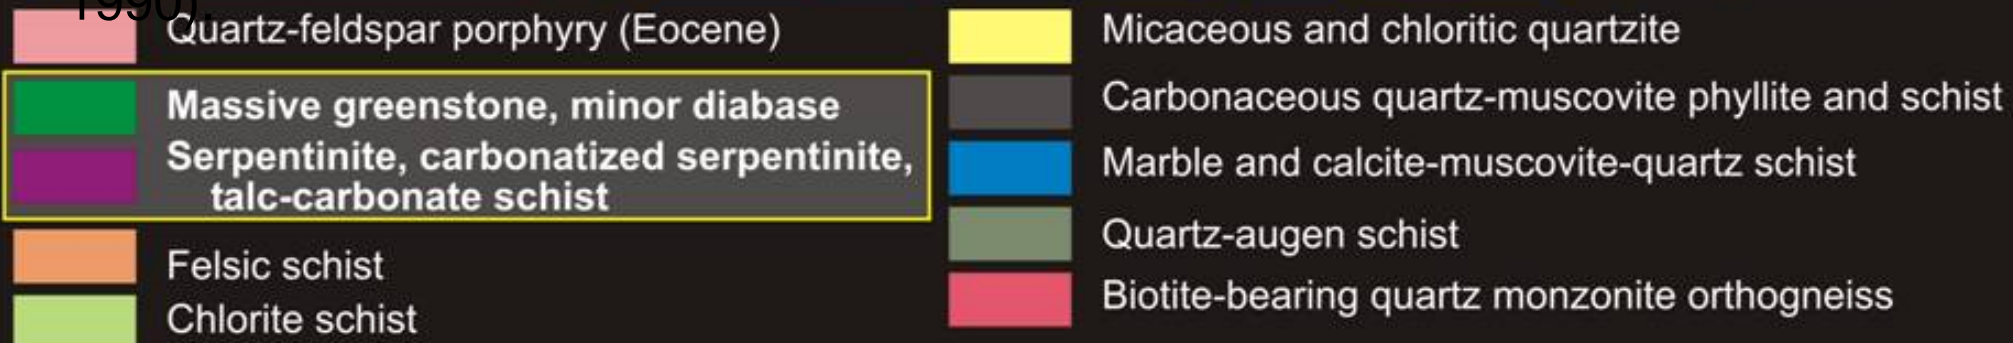 1990).
Quartz-feldspar porphyry (Eocene)
Massive greenstone, minor diabase
Serpentinite, carbonatized serpentinite,
talc-carbonate schist
Felsic schist
Chlorite schist
Micaceous and chloritic quartzite
Carbonaceous quartz-muscovite phyllite and schist
Marble and calcite-muscovite-quartz schist
Quartz-augen schist
Biotite-bearing quartz monzonite orthogneiss